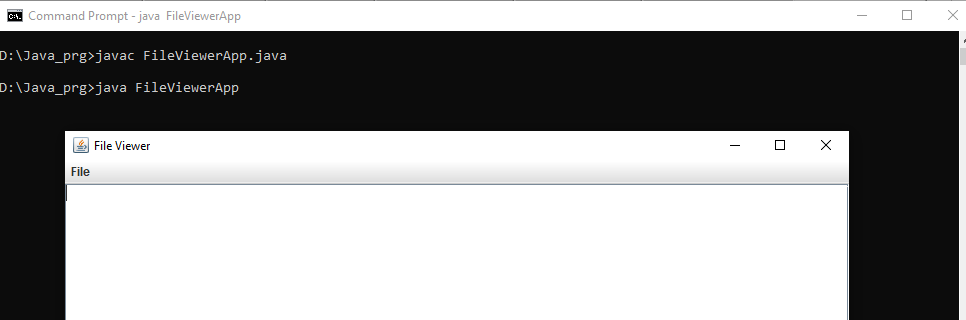 Command Prompt - java  FileViewerApp
D:\Java_prg>javac FileViewerApp.java
D:\Java_prg>java FileViewerApp
File Viewer
File